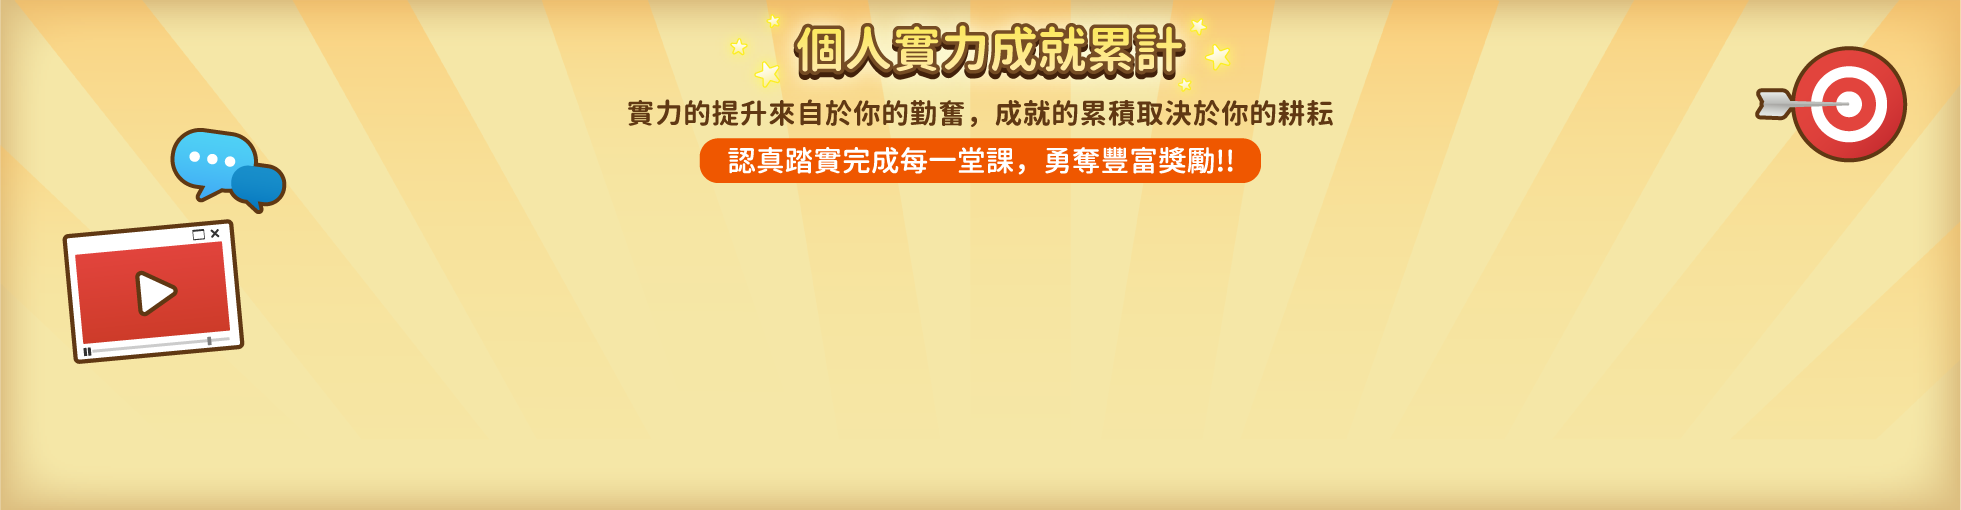 個人實力成就累計
實力的提升來自於你的勤奮，成就的累積取決於你的耕耘
認真踏實完成每一堂課，勇奪豐富獎勵!!